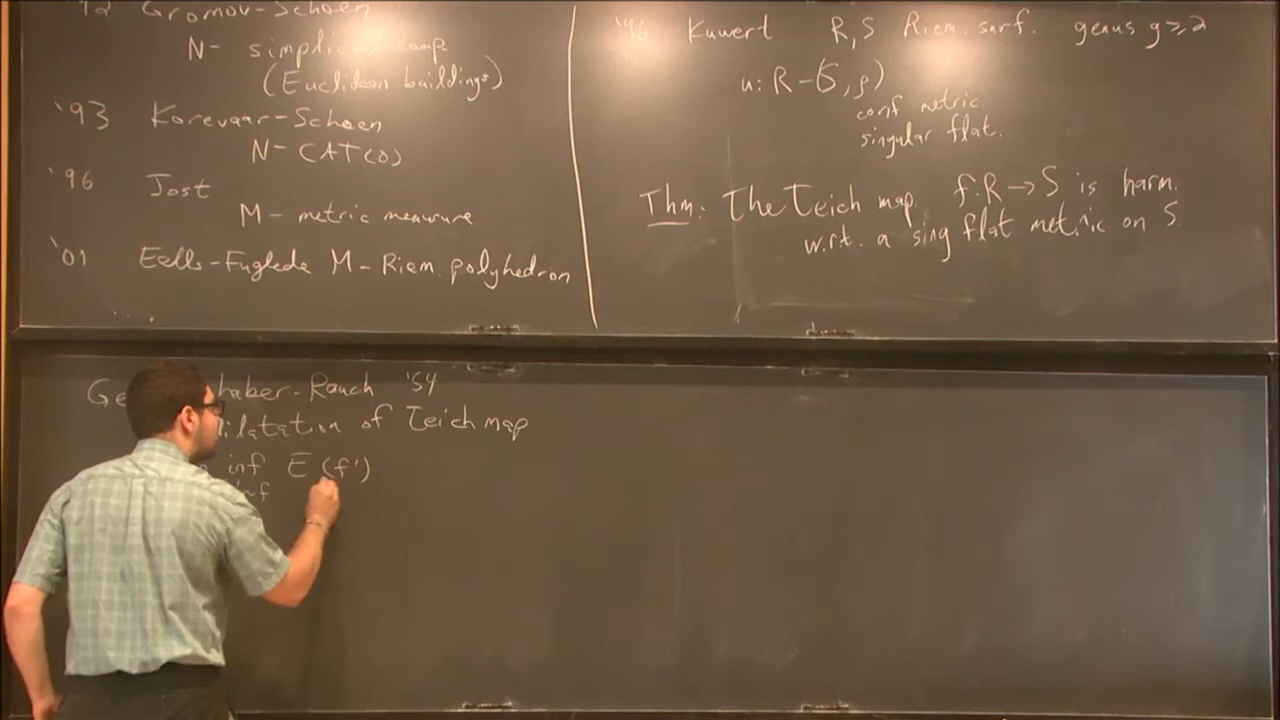 '92 Gromov-Schoen
N- simplicial comp.
(Euclidean buildings)
'93 Korevaar-Schoen
N- CAT(0)
'96 Jost
M- metric measure
'01 Eells-Fuglede M- Riem. polyhedron
'96 Kuwert R,S Riem. surf. genus g≥2
u: R → (S, ρ)
conf metric.
singular flat.
Thm: The Teich map f: R → S is harm.
w.r.t. a sing flat metric on S.
haber-Rauch '54
ilatation of Teich map
inf E (f')